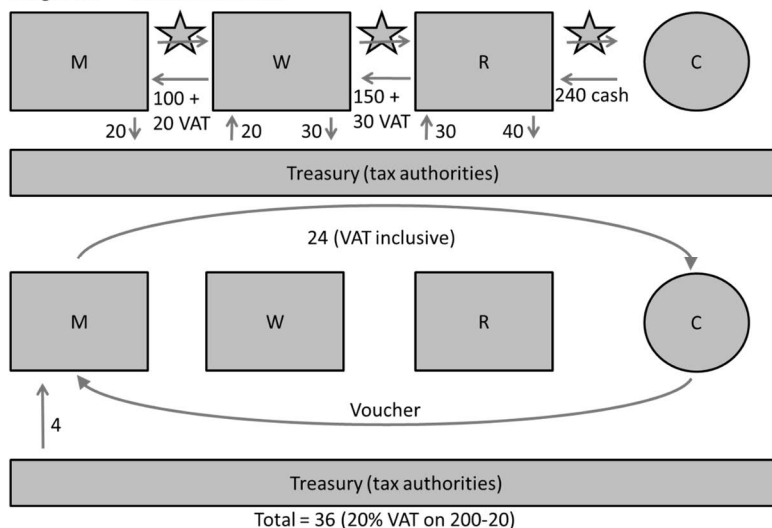 M
W
R
C
100 +
20 VAT
150 +
30 VAT
240 cash
20
20
30
30
40
Treasury (tax authorities)
24 (VAT inclusive)
M
W
R
C
Voucher
4
Treasury (tax authorities)
Total = 36 (20% VAT on 200-20)